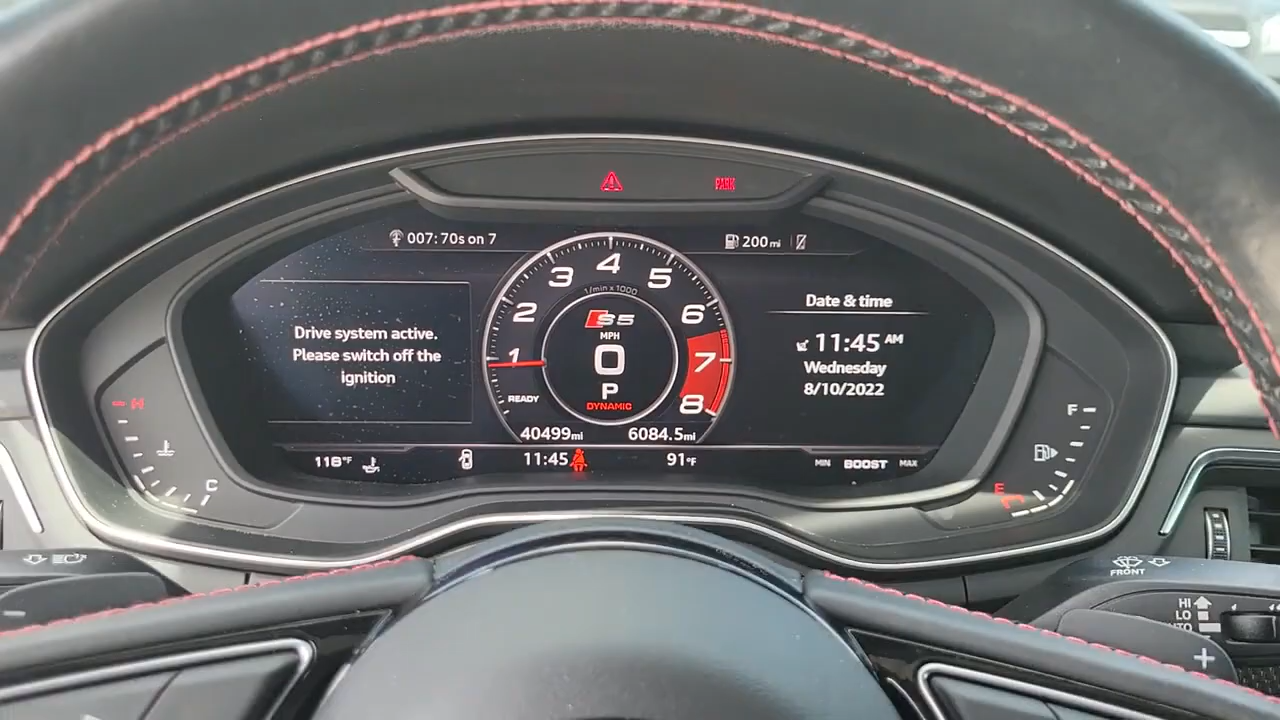 PARK
007: 70s on 7
200mi
Drive system active.
Please switch off the
ignition
1
2
3
4
5
6
7
8
1/min x 1000
S5
MPH
0
P
DYNAMIC
READY
40499mi
6084.5mi
Date & time
11:45 AM
Wednesday
8/10/2022
H
C
F
E
118°F
11:45
91°F
MIN
BOOST
MAX
FRONT
HI
LO
+